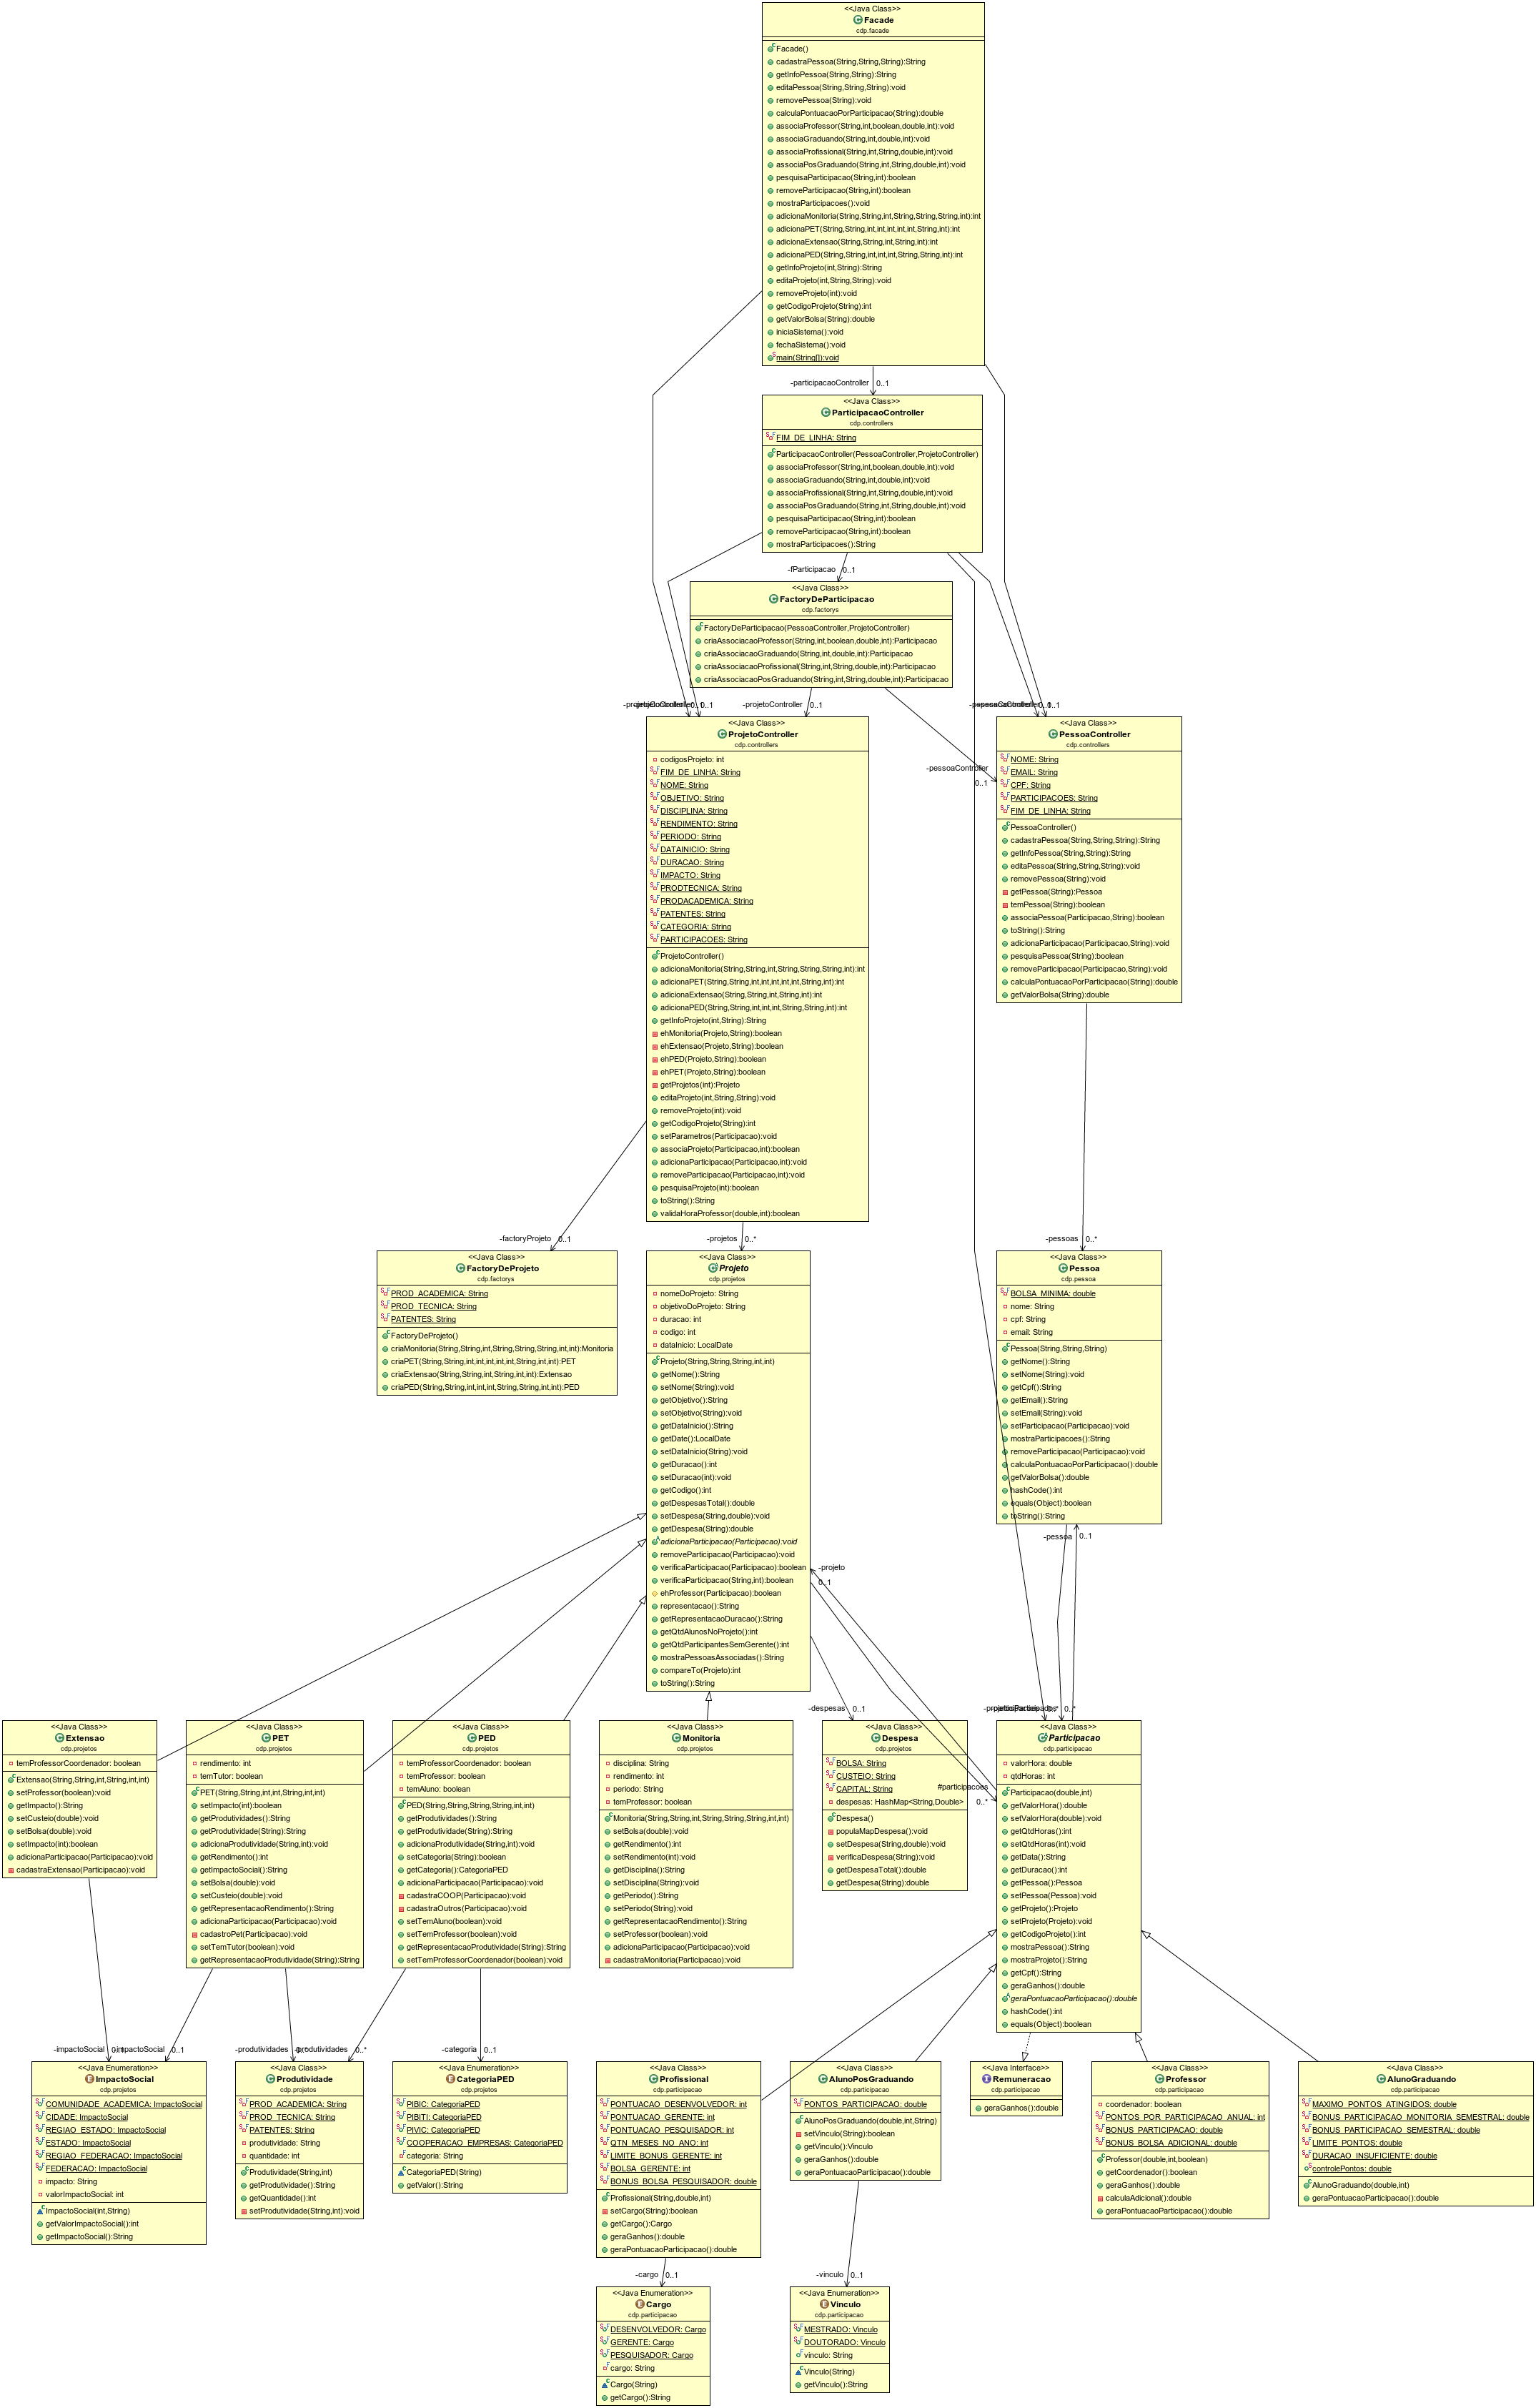 <<Java Class>>
Facade
cdp.facade
Facade()
cadastraPessoa(String,String,String):String
getInfoPessoa(String,String):String
editaPessoa(String,String,String):void
removePessoa(String):void
calculaPontuacaoPorParticipacao(String):double
associaProfessor(String,int,boolean,double,int):void
associaGraduando(String,int,double,int):void
associaProfissional(String,int,String,double,int):void
associaPosGraduando(String,int,String,double,int):void
pesquisaParticipacao(String,int):boolean
removeParticipacao(String,int):boolean
mostraParticipacoes():void
adicionaMonitoria(String,String,int,String,String,String,int):int
adicionaPET(String,String,int,int,int,int,int,String,int):int
adicionaExtensao(String,String,int,String,int):int
adicionaPED(String,String,int,int,int,String,String,int):int
getInfoProjeto(int,String):String
editaProjeto(int,String,String):void
removeProjeto(int):void
getCodigoProjeto(String):int
getValorBolsa(String):double
iniciaSistema():void
fechaSistema():void
main(String[]):void
-participacaoController 0..1
<<Java Class>>
ParticipacaoController
cdp.controllers
FIM_DE_LINHA: String
ParticipacaoController(PessoaController,ProjetoController)
associaProfessor(String,int,boolean,double,int):void
associaGraduando(String,int,double,int):void
associaProfissional(String,int,String,double,int):void
associaPosGraduando(String,int,String,double,int):void
pesquisaParticipacao(String,int):boolean
removeParticipacao(String,int):boolean
mostraParticipacoes():String
-fParticipacao 0..1
<<Java Class>>
FactoryDeParticipacao
cdp.factorys
FactoryDeParticipacao(PessoaController,ProjetoController)
criaAssociacaoProfessor(String,int,boolean,double,int):Participacao
criaAssociacaoGraduando(String,int,double,int):Participacao
criaAssociacaoProfissional(String,int,String,double,int):Participacao
criaAssociacaoPosGraduando(String,int,String,double,int):Participacao
0..1 -projetoController 0..1
-pessoaController
0..1
<<Java Class>>
ProjetoController
cdp.controllers
codigosProjeto: int
FIM_DE_LINHA: String
NOME: String
OBJETIVO: String
DISCIPLINA: String
RENDIMENTO: String
PERIODO: String
DATAINICIO: String
DURACAO: String
IMPACTO: String
PRODTECNICA: String
PRODACADEMICA: String
PATENTES: String
CATEGORIA: String
PARTICIPACOES: String
ProjetoController()
adicionaMonitoria(String,String,int,String,String,String,int):int
adicionaPET(String,String,int,int,int,int,int,String,int):int
adicionaExtensao(String,String,int,String,int):int
adicionaPED(String,String,int,int,int,String,String,int):int
getInfoProjeto(int,String):String
ehMonitoria(Projeto,String):boolean
ehExtensao(Projeto,String):boolean
ehPED(Projeto,String):boolean
ehPET(Projeto,String):boolean
getProjetos(int):Projeto
editaProjeto(int,String,String):void
removeProjeto(int):void
getCodigoProjeto(String):int
setParametros(Participacao):void
associaProjeto(Participacao,int):boolean
adicionaParticipacao(Participacao,int):void
removeParticipacao(Participacao,int):void
pesquisaProjeto(int):boolean
toString():String
validaHoraProfessor(double,int):boolean
<<Java Class>>
PessoaController
cdp.controllers
NOME: String
EMAIL: String
CPF: String
PARTICIPACOES: String
FIM_DE_LINHA: String
PessoaController()
cadastraPessoa(String,String,String):String
getInfoPessoa(String,String):String
editaPessoa(String,String,String):void
removePessoa(String):void
getPessoa(String):Pessoa
temPessoa(String):boolean
associaPessoa(Participacao,String):boolean
toString():String
adicionaParticipacao(Participacao,String):void
pesquisaPessoa(String):boolean
removeParticipacao(Participacao,String):void
calculaPontuacaoPorParticipacao(String):double
getValorBolsa(String):double
-factoryProjeto 0..1
-projetos 0..*
-pessoas 0..*
<<Java Class>>
FactoryDeProjeto
cdp.factorys
PROD_ACADEMICA: String
PROD_TECNICA: String
PATENTES: String
FactoryDeProjeto()
criaMonitoria(String,String,int,String,String,String,int,int):Monitoria
criaPET(String,String,int,int,int,int,int,String,int,int):PET
criaExtensao(String,String,int,String,int,int):Extensao
criaPED(String,String,int,int,int,String,String,int,int):PED
<<Java Class>>
Projeto
cdp.projetos
nomeDoProjeto: String
objetivoDoProjeto: String
duracao: int
codigo: int
dataInicio: LocalDate
Projeto(String,String,String,int,int)
getNome():String
setNome(String):void
getObjetivo():String
setObjetivo(String):void
getDataInicio():String
getDate():LocalDate
setDataInicio(String):void
getDuracao():int
setDuracao(int):void
getCodigo():int
getDespesasTotal():double
setDespesa(String,double):void
getDespesa(String):double
adicionaParticipacao(Participacao):void
removeParticipacao(Participacao):void
verificaParticipacao(Participacao):boolean
verificaParticipacao(String,int):boolean
ehProfessor(Participacao):boolean
representacao():String
getRepresentacaoDuracao():String
getQtdAlunosNoProjeto():int
getQtdParticipantesSemGerente():int
mostraPessoasAssociadas():String
compareTo(Projeto):int
toString():String
<<Java Class>>
Pessoa
cdp.pessoa
BOLSA_MINIMA: double
nome: String
cpf: String
email: String
Pessoa(String,String,String)
getNome():String
setNome(String):void
getCpf():String
getEmail():String
setEmail(String):void
setParticipacao(Participacao):void
mostraParticipacoes():String
removeParticipacao(Participacao):void
calculaPontuacaoPorParticipacao():double
getValorBolsa():double
hashCode():int
equals(Object):boolean
toString():String
-pessoa 0..1
-projeto
0..1
-despesas 0..1
0..*
#participacoes
0..*
<<Java Class>>
Extensao
cdp.projetos
temProfessorCoordenador: boolean
Extensao(String,String,int,String,int,int)
setProfessor(boolean):void
getImpacto():String
setCusteio(double):void
setBolsa(double):void
setImpacto(int):boolean
adicionaParticipacao(Participacao):void
cadastraExtensao(Participacao):void
<<Java Class>>
PET
cdp.projetos
rendimento: int
temTutor: boolean
PET(String,String,int,int,String,int,int)
setImpacto(int):boolean
getProdutividades():String
getProdutividade(String):String
adicionaProdutividade(String,int):void
getRendimento():int
getImpactoSocial():String
setBolsa(double):void
setCusteio(double):void
getRepresentacaoRendimento():String
adicionaParticipacao(Participacao):void
cadastroPet(Participacao):void
setTemTutor(boolean):void
getRepresentacaoProdutividade(String):String
<<Java Class>>
PED
cdp.projetos
temProfessorCoordenador: boolean
temProfessor: boolean
temAluno: boolean
PED(String,String,String,String,int,int)
getProdutividades():String
getProdutividade(String):String
adicionaProdutividade(String,int):void
setCategoria(String):boolean
getCategoria():CategoriaPED
adicionaParticipacao(Participacao):void
cadastraCOOP(Participacao):void
cadastraOutros(Participacao):void
setTemAluno(boolean):void
setTemProfessor(boolean):void
getRepresentacaoProdutividade(String):String
setTemProfessorCoordenador(boolean):void
<<Java Class>>
Monitoria
cdp.projetos
disciplina: String
rendimento: int
periodo: String
temProfessor: boolean
Monitoria(String,String,int,String,String,String,int,int)
setBolsa(double):void
getRendimento():int
setRendimento(int):void
getDisciplina():String
setDisciplina(String):void
getPeriodo():String
setPeriodo(String):void
getRepresentacaoRendimento():String
setProfessor(boolean):void
adicionaParticipacao(Participacao):void
cadastraMonitoria(Participacao):void
<<Java Class>>
Despesa
cdp.projetos
BOLSA: String
CUSTEIO: String
CAPITAL: String
despesas: HashMap<String,Double>
Despesa()
populaMapDespesa():void
setDespesa(String,double):void
verificaDespesa(String):void
getDespesaTotal():double
getDespesa(String):double
<<Java Class>>
Participacao
cdp.participacao
valorHora: double
qtdHoras: int
Participacao(double,int)
getValorHora():double
setValorHora(double):void
getQtdHoras():int
setQtdHoras(int):void
getData():String
getDuracao():int
getPessoa():Pessoa
setPessoa(Pessoa):void
getProjeto():Projeto
setProjeto(Projeto):void
getCodigoProjeto():int
mostraPessoa():String
mostraProjeto():String
getCpf():String
geraGanhos():double
geraPontuacaoParticipacao():double
hashCode():int
equals(Object):boolean
-impactoSocial
0..1
-produtividades
0..*
-categoria 0..1
<<Java Enumeration>>
ImpactoSocial
cdp.projetos
COMUNIDADE_ACADEMICA: ImpactoSocial
CIDADE: ImpactoSocial
REGIAO_ESTADO: ImpactoSocial
ESTADO: ImpactoSocial
REGIAO_FEDERACAO: ImpactoSocial
FEDERACAO: ImpactoSocial
impacto: String
valorImpactoSocial: int
ImpactoSocial(int,String)
getValorImpactoSocial():int
getImpactoSocial():String
<<Java Class>>
Produtividade
cdp.projetos
PROD_ACADEMICA: String
PROD_TECNICA: String
PATENTES: String
produtividade: String
quantidade: int
Produtividade(String,int)
getProdutividade():String
getQuantidade():int
setProdutividade(String,int):void
<<Java Enumeration>>
CategoriaPED
cdp.projetos
PIBIC: CategoriaPED
PIBITI: CategoriaPED
PIVIC: CategoriaPED
COOPERACAO_EMPRESAS: CategoriaPED
categoria: String
CategoriaPED(String)
getValor():String
<<Java Class>>
Profissional
cdp.participacao
PONTUACAO_DESENVOLVEDOR: int
PONTUACAO_GERENTE: int
PONTUACAO_PESQUISADOR: int
QTN_MESES_NO_ANO: int
LIMITE_BONUS_GERENTE: int
BOLSA_GERENTE: int
BONUS_BOLSA_PESQUISADOR: double
Profissional(String,double,int)
setCargo(String):boolean
getCargo():Cargo
geraGanhos():double
geraPontuacaoParticipacao():double
<<Java Class>>
AlunoPosGraduando
cdp.participacao
PONTOS_PARTICIPACAO: double
AlunoPosGraduando(double,int,String)
setVinculo(String):boolean
getVinculo():Vinculo
geraGanhos():double
geraPontuacaoParticipacao():double
<<Java Interface>>
Remuneracao
cdp.participacao
geraGanhos():double
<<Java Class>>
Professor
cdp.participacao
coordenador: boolean
PONTOS_POR_PARTICIPACAO_ANUAL: int
BONUS_PARTICIPACAO: double
BONUS_BOLSA_ADICIONAL: double
Professor(double,int,boolean)
getCoordenador():boolean
geraGanhos():double
calculaAdicional():double
geraPontuacaoParticipacao():double
<<Java Class>>
AlunoGraduando
cdp.participacao
MAXIMO_PONTOS_ATINGIDOS: double
BONUS_PARTICIPACAO_MONITORIA_SEMESTRAL: double
BONUS_PARTICIPACAO_SEMESTRAL: double
LIMITE_PONTOS: double
DURACAO_INSUFICIENTE: double
controlePontos: double
AlunoGraduando(double,int)
geraPontuacaoParticipacao():double
-cargo 0..1
-vinculo 0..1
<<Java Enumeration>>
Cargo
cdp.participacao
DESENVOLVEDOR: Cargo
GERENTE: Cargo
PESQUISADOR: Cargo
cargo: String
Cargo(String)
getCargo():String
<<Java Enumeration>>
Vinculo
cdp.participacao
MESTRADO: Vinculo
DOUTORADO: Vinculo
vinculo: String
Vinculo(String)
getVinculo():String